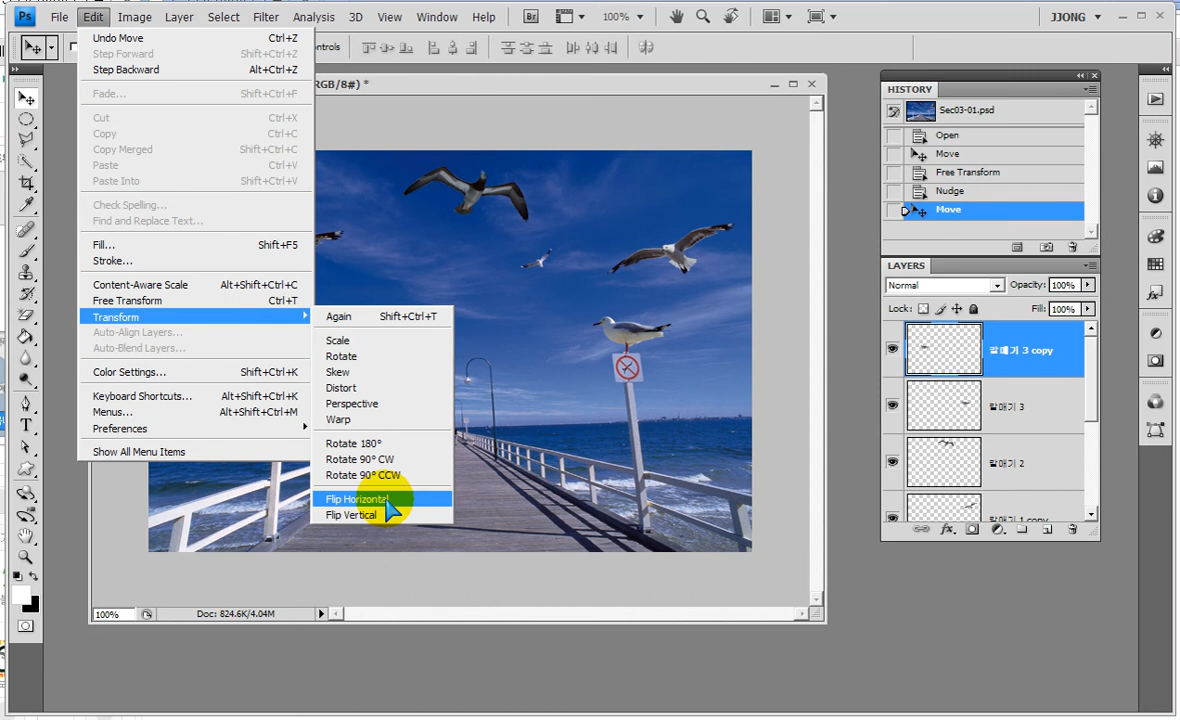 Ps File Edit Image Layer Select Filter Analysis 3D View Window Help Br 100% JJONG
ntrols
RGB/8#) *
Undo Move Ctrl+Z
Step Forward Shift+Ctrl+Z
Step Backward Alt+Ctrl+Z
Fade... Shift+Ctrl+F
Cut Ctrl+X
Copy Ctrl+C
Copy Merged Shift+Ctrl+C
Paste Ctrl+V
Paste Into Shift+Ctrl+V
Check Spelling...
Find and Replace Text...
Fill... Shift+F5
Stroke...
Content-Aware Scale Alt+Shift+Ctrl+C
Free Transform Ctrl+T
Transform
Auto-Align Layers...
Auto-Blend Layers...
Color Settings... Shift+Ctrl+K
Keyboard Shortcuts... Alt+Shift+Ctrl+K
Menus... Alt+Shift+Ctrl+M
Preferences
Show All Menu Items
Again Shift+Ctrl+T
Scale
Rotate
Skew
Distort
Perspective
Warp
Rotate 180°
Rotate 90° CW
Rotate 90° CCW
Flip Horizontal
Flip Vertical
100% Doc: 824.6K/4.04M
HISTORY
Sec03-01.psd
Open
Move
Free Transform
Nudge
Move
LAYERS
Normal Opacity: 100%
Lock: Fill: 100%
갈매기 3 copy
갈매기 3
갈매기 2
갈매기 1 copy